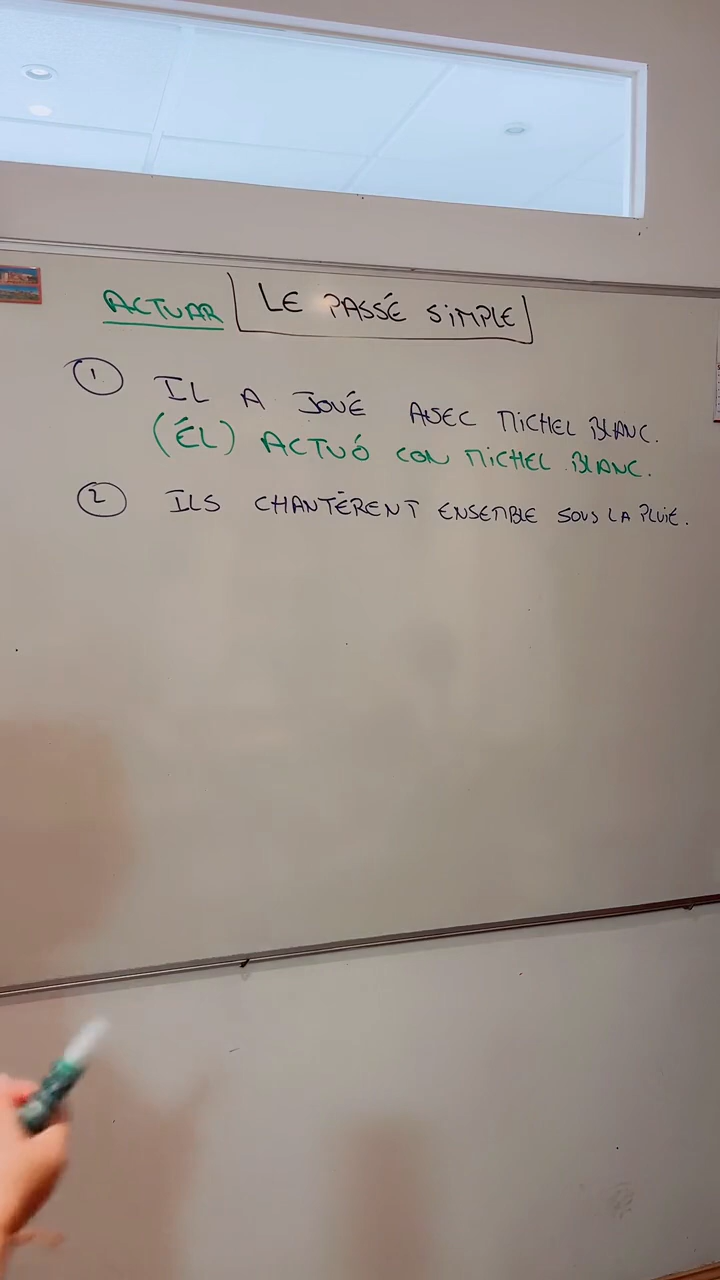 ACTUAR LE PASSÉ SIMPLE
1 IL A JOUÉ AVEC MICHEL BLANC.
(ÉL) ACTUÓ CON MICHEL BLANC.
2 ILS CHANTÈRENT ENSEMBLE SOUS LA PLUIE.